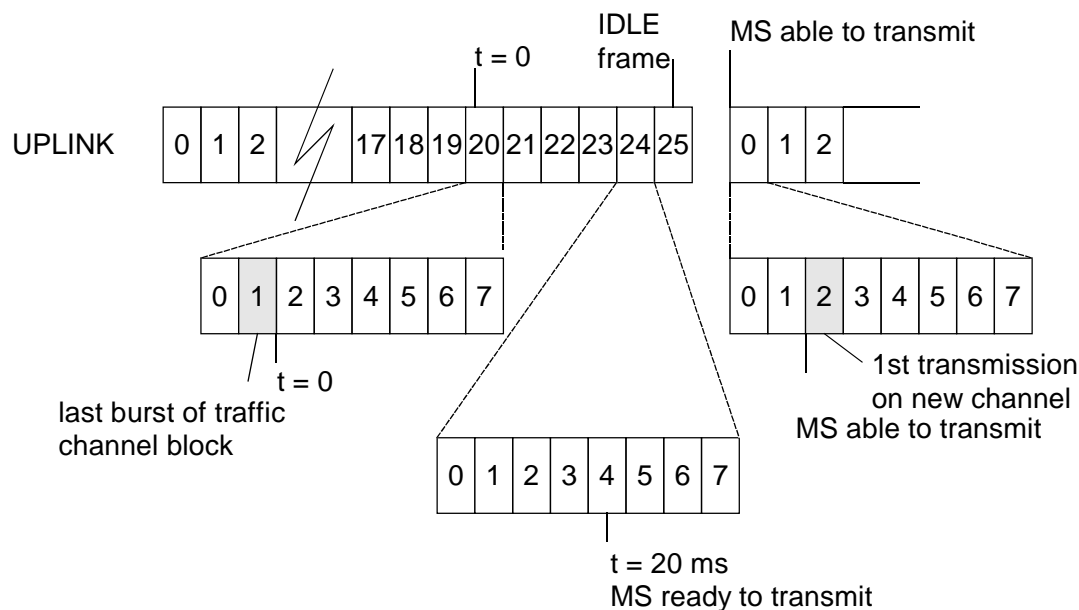 IDLE
frame
MS able to transmit
t = 0
UPLINK
0 1 2 17 18 19 20 21 22 23 24 25
0 1 2
0 1 2 3 4 5 6 7
0 1 2 3 4 5 6 7
t = 0
last burst of traffic
channel block
1st transmission
on new channel
MS able to transmit
0 1 2 3 4 5 6 7
t = 20 ms
MS ready to transmit